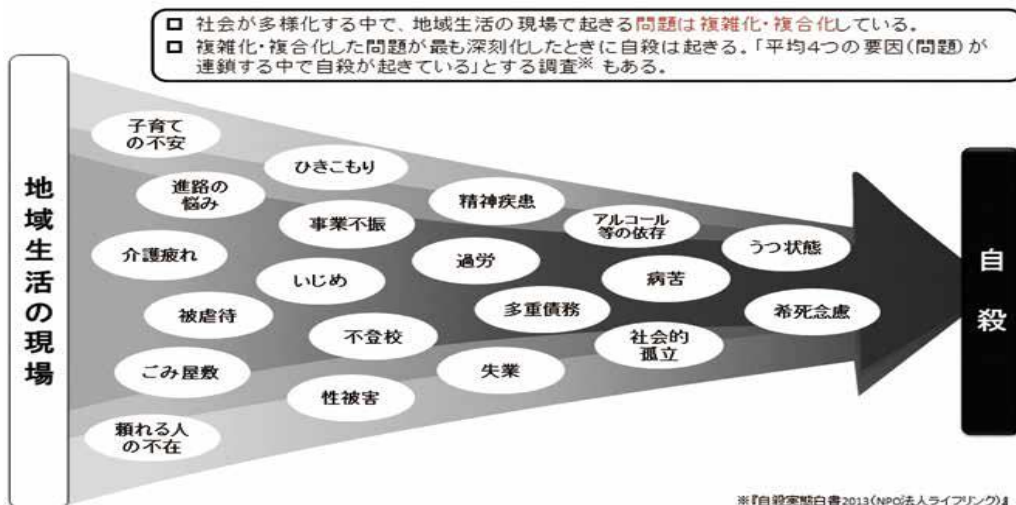 □ 社会が多様化する中で、地域生活の現場で起きる問題は複雑化・複合化している。
□ 複雑化・複合化した問題が最も深刻化したときに自殺は起きる。「平均4つの要因(問題)が
連鎖する中で自殺が起きている」とする調査※ もある。
地域生活の現場
子育て
の不安
進路の
悩み
介護疲れ
被虐待
ごみ屋敷
頼れる人
の不在
ひきこもり
事業不振
いじめ
不登校
性被害
精神疾患
過労
多重債務
失業
アルコール
等の依存
病苦
社会的
孤立
うつ状態
希死念慮
自殺
※『自殺実態白書2013(NPO法人ライフリンク)』